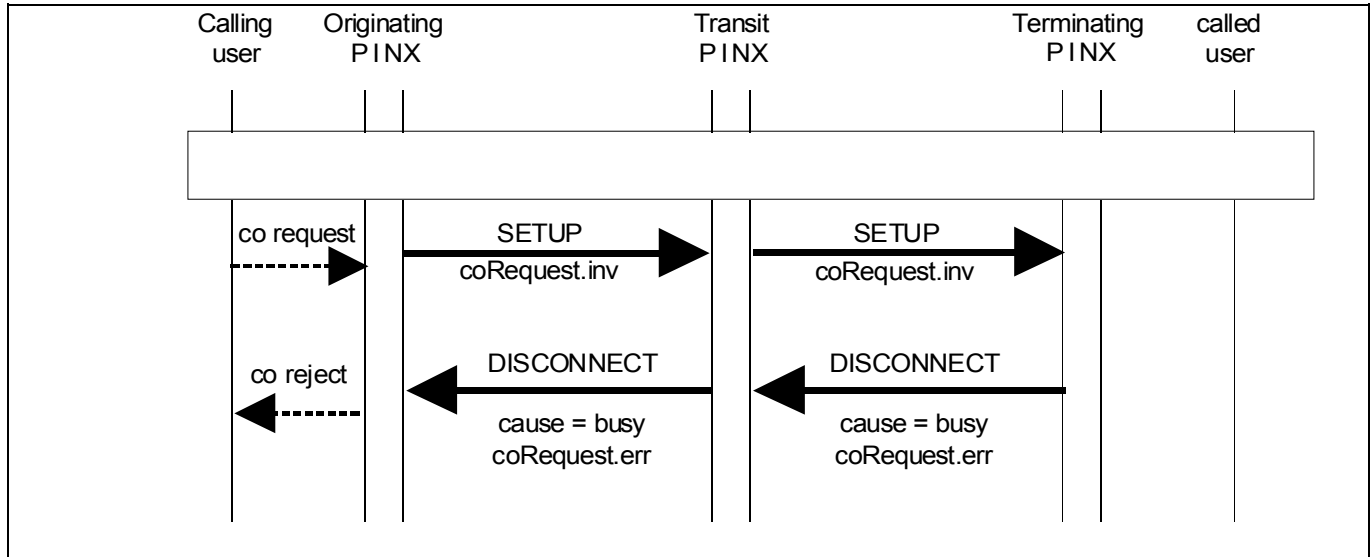 Calling
user
Originating
PINX
Transit
PINX
Terminating
PINX
called
user
co request
SETUP
coRequest.inv
SETUP
coRequest.inv
co reject
DISCONNECT
cause = busy
coRequest.err
DISCONNECT
cause = busy
coRequest.err